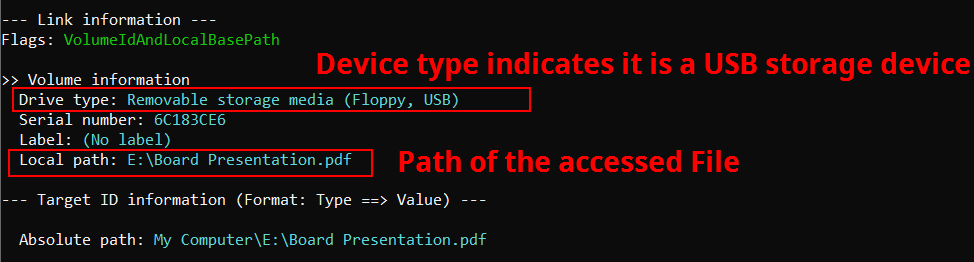 --- Link information ---
Flags: VolumeIdAndLocalBasePath
Device type indicates it is a USB storage device
>> Volume information
Drive type: Removable storage media (Floppy, USB)
Serial number: 6C183CE6
Label: (No label)
Local path: E:\Board Presentation.pdf
Path of the accessed File
--- Target ID information (Format: Type ==> Value) ---
Absolute path: My Computer\E:\Board Presentation.pdf